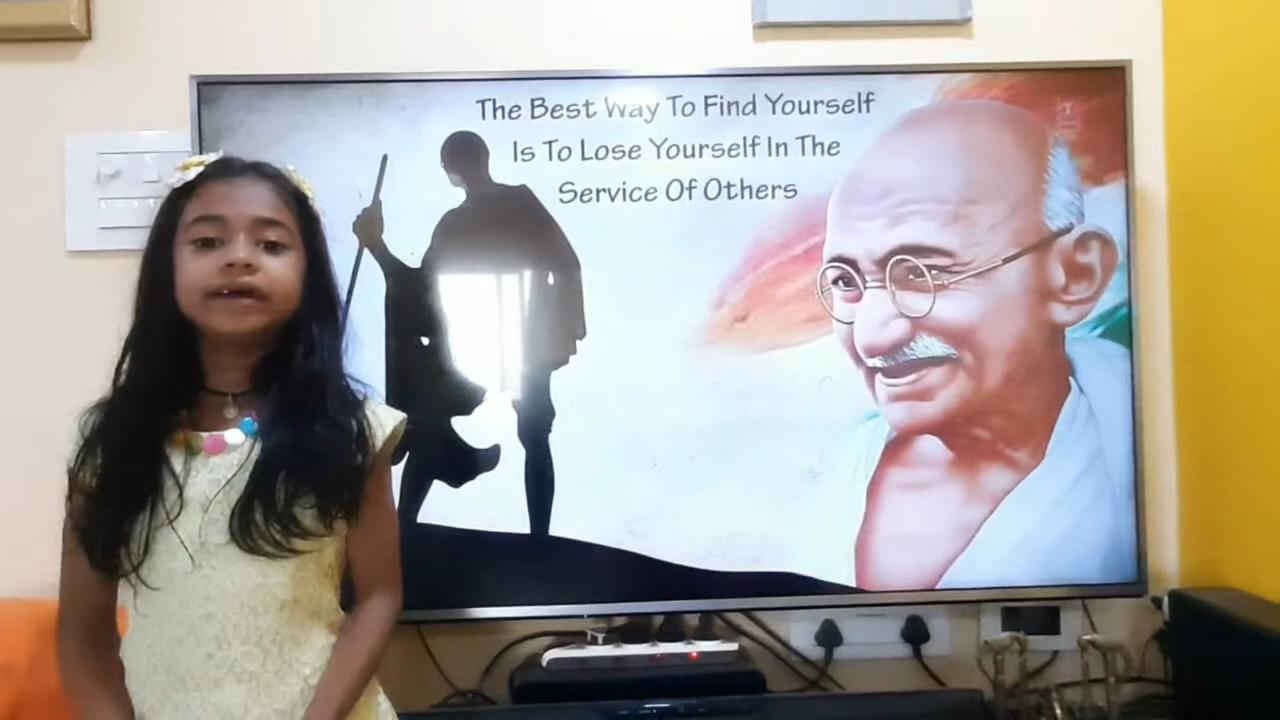 The Best Way To Find Yourself
Is To Lose Yourself In The
Service Of Others